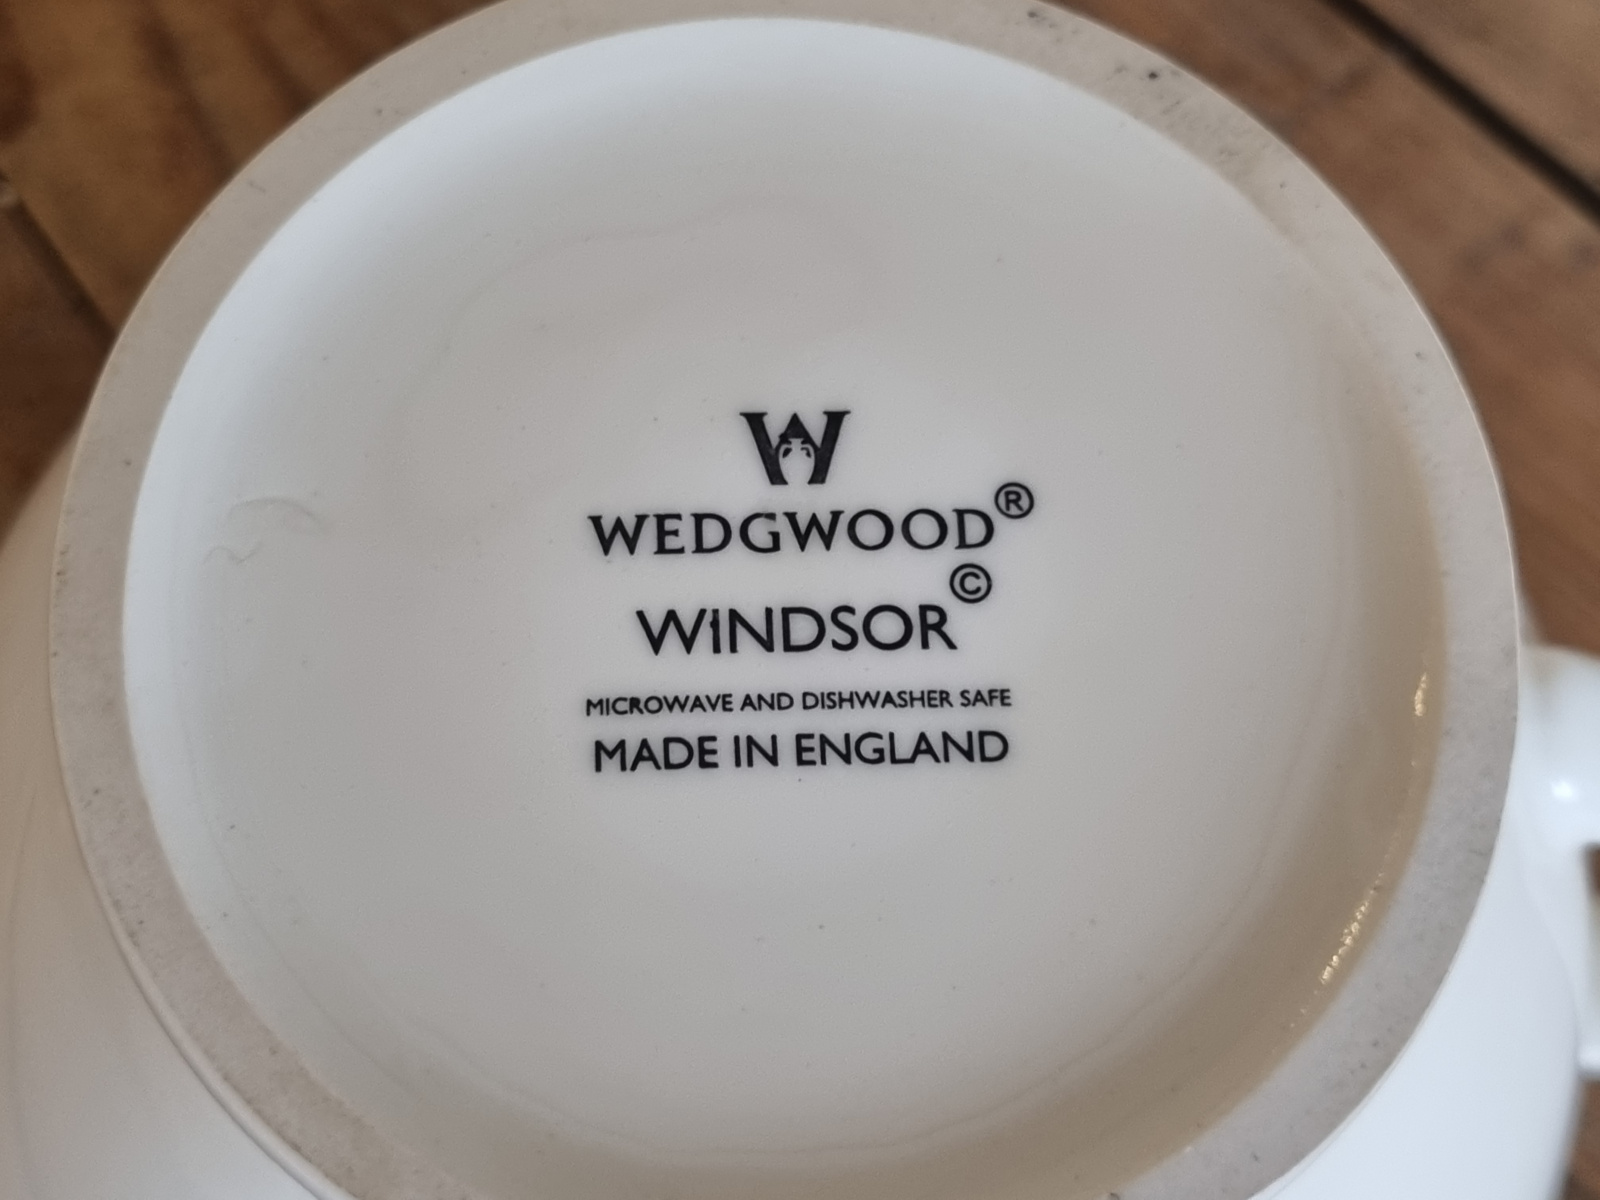 W
WEDGWOOD®
WINDSOR©
MICROWAVE AND DISHWASHER SAFE
MADE IN ENGLAND